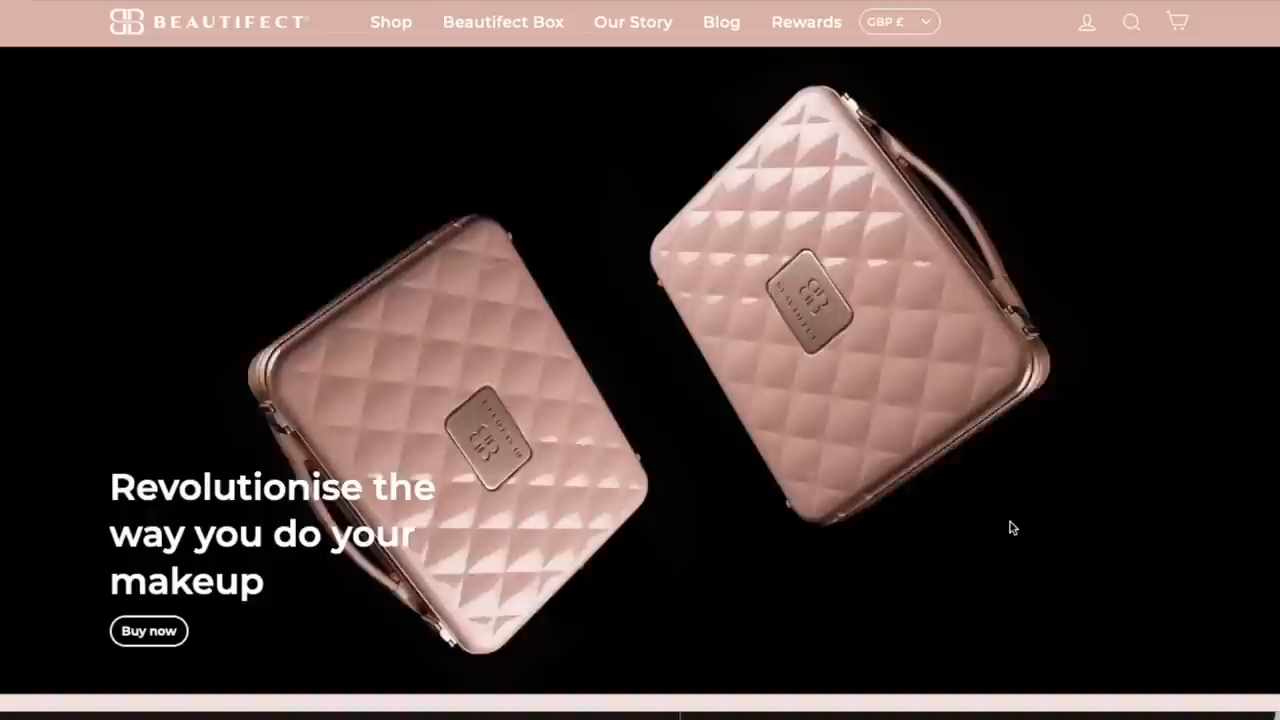 BEAUTIFECT
Shop
Beautifect Box
Our Story
Blog
Rewards
GBP £
Revolutionise the
way you do your
makeup
Buy now